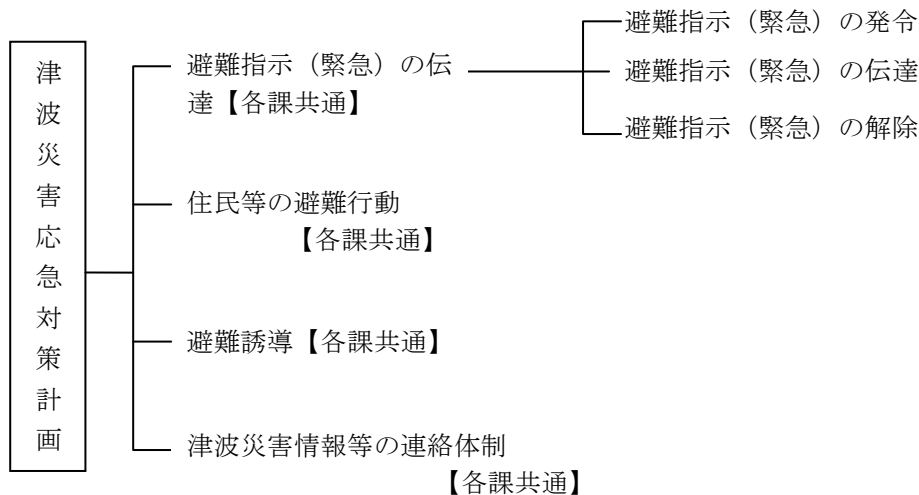 津波災害応急対策計画
避難指示（緊急）の伝
達【各課共通】
避難指示（緊急）の発令
避難指示（緊急）の伝達
避難指示（緊急）の解除
住民等の避難行動
【各課共通】
避難誘導【各課共通】
津波災害情報等の連絡体制
【各課共通】